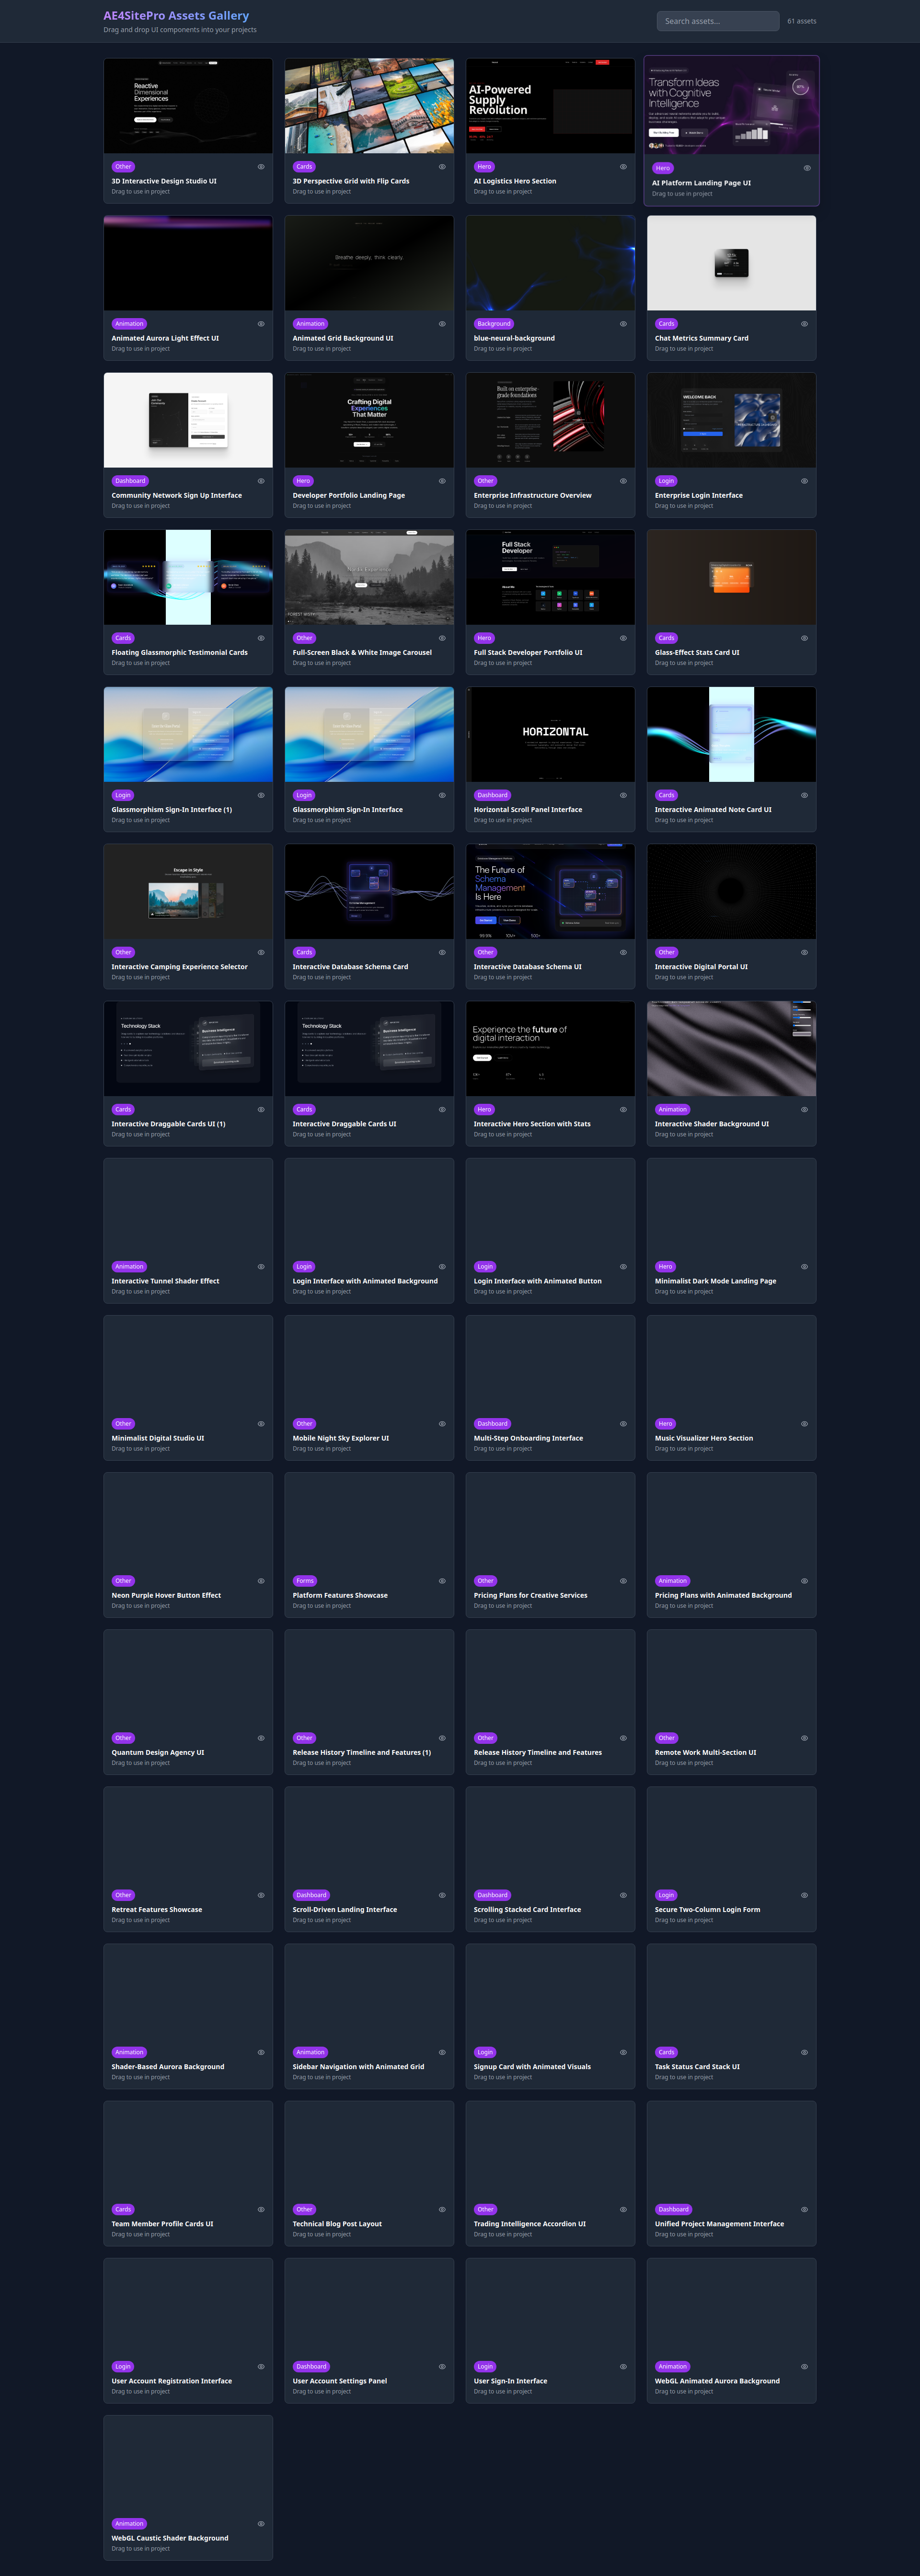 AE4SitePro Assets Gallery
Drag and drop UI components into your projects
Search assets...
61 assets
Reactive
Dimensional
Experiences
Other
3D Interactive Design Studio UI
Drag to use in project
Cards
3D Perspective Grid with Flip Cards
Drag to use in project
AI-Powered
Supply
Revolution
Hero
AI Logistics Hero Section
Drag to use in project
Transform Ideas
with Cognitive
Intelligence
Hero
AI Platform Landing Page UI
Drag to use in project
Animation
Animated Aurora Light Effect UI
Drag to use in project
Breathe deeply, think clearly.
Animation
Animated Grid Background UI
Drag to use in project
Background
blue-neural-background
Drag to use in project
Cards
Chat Metrics Summary Card
Drag to use in project
Dashboard
Community Network Sign Up Interface
Drag to use in project
Crafting Digital
Experiences
That Matter
Hero
Developer Portfolio Landing Page
Drag to use in project
Built on enterprise-
grade foundations
Other
Enterprise Infrastructure Overview
Drag to use in project
WELCOME BACK
Login
Enterprise Login Interface
Drag to use in project
Cards
Floating Glassmorphic Testimonial Cards
Drag to use in project
Other
Full-Screen Black & White Image Carousel
Drag to use in project
Full Stack
Developer
Hero
Full Stack Developer Portfolio UI
Drag to use in project
Cards
Glass-Effect Stats Card UI
Drag to use in project
Login
Glassmorphism Sign-In Interface (1)
Drag to use in project
Login
Glassmorphism Sign-In Interface
Drag to use in project
HORIZONTAL
Dashboard
Horizontal Scroll Panel Interface
Drag to use in project
Cards
Interactive Animated Note Card UI
Drag to use in project
Escape in Style
Other
Interactive Camping Experience Selector
Drag to use in project
Cards
Interactive Database Schema Card
Drag to use in project
The Future of
Schema
Management
Is Here
Other
Interactive Database Schema UI
Drag to use in project
Other
Interactive Digital Portal UI
Drag to use in project
Technology Stack
Business Intelligence
Cards
Interactive Draggable Cards UI (1)
Drag to use in project
Technology Stack
Business Intelligence
Cards
Interactive Draggable Cards UI
Drag to use in project
Experience the future of
digital interaction
Hero
Interactive Hero Section with Stats
Drag to use in project
Animation
Interactive Shader Background UI
Drag to use in project
Animation
Interactive Tunnel Shader Effect
Drag to use in project
Login
Login Interface with Animated Background
Drag to use in project
Login
Login Interface with Animated Button
Drag to use in project
Hero
Minimalist Dark Mode Landing Page
Drag to use in project
Other
Minimalist Digital Studio UI
Drag to use in project
Other
Mobile Night Sky Explorer UI
Drag to use in project
Dashboard
Multi-Step Onboarding Interface
Drag to use in project
Hero
Music Visualizer Hero Section
Drag to use in project
Other
Neon Purple Hover Button Effect
Drag to use in project
Forms
Platform Features Showcase
Drag to use in project
Other
Pricing Plans for Creative Services
Drag to use in project
Animation
Pricing Plans with Animated Background
Drag to use in project
Other
Quantum Design Agency UI
Drag to use in project
Other
Release History Timeline and Features (1)
Drag to use in project
Other
Release History Timeline and Features
Drag to use in project
Other
Remote Work Multi-Section UI
Drag to use in project
Other
Retreat Features Showcase
Drag to use in project
Dashboard
Scroll-Driven Landing Interface
Drag to use in project
Dashboard
Scrolling Stacked Card Interface
Drag to use in project
Login
Secure Two-Column Login Form
Drag to use in project
Animation
Shader-Based Aurora Background
Drag to use in project
Animation
Sidebar Navigation with Animated Grid
Drag to use in project
Login
Signup Card with Animated Visuals
Drag to use in project
Cards
Task Status Card Stack UI
Drag to use in project
Cards
Team Member Profile Cards UI
Drag to use in project
Other
Technical Blog Post Layout
Drag to use in project
Other
Trading Intelligence Accordion UI
Drag to use in project
Dashboard
Unified Project Management Interface
Drag to use in project
Login
User Account Registration Interface
Drag to use in project
Dashboard
User Account Settings Panel
Drag to use in project
Login
User Sign-In Interface
Drag to use in project
Animation
WebGL Animated Aurora Background
Drag to use in project
Animation
WebGL Caustic Shader Background
Drag to use in project